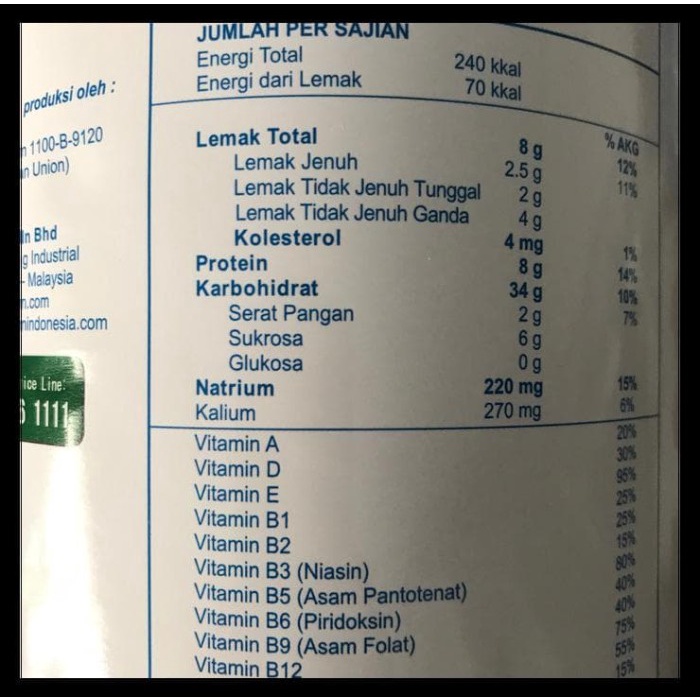 produksi oleh :
1100-B-9120
Union)
Bhd
Industrial
- Malaysia
.com
indonesia.com
ice Line:
1111
JUMLAH PER SAJIAN
Energi Total 240 kkal
Energi dari Lemak 70 kkal
% AKG
Lemak Total 8 g 12%
Lemak Jenuh 2.5 g 11%
Lemak Tidak Jenuh Tunggal 2 g
Lemak Tidak Jenuh Ganda 4 g
Kolesterol 4 mg 1%
Protein 8 g 14%
Karbohidrat 34 g 10%
Serat Pangan 2 g 7%
Sukrosa 6 g
Glukosa 0 g
Natrium 220 mg 15%
Kalium 270 mg 6%
Vitamin A 20%
Vitamin D 30%
Vitamin E 95%
Vitamin B1 25%
Vitamin B2 25%
Vitamin B3 (Niasin) 15%
Vitamin B5 (Asam Pantotenat) 80%
Vitamin B6 (Piridoksin) 40%
Vitamin B9 (Asam Folat) 40%
Vitamin B12 75%
55%
15%